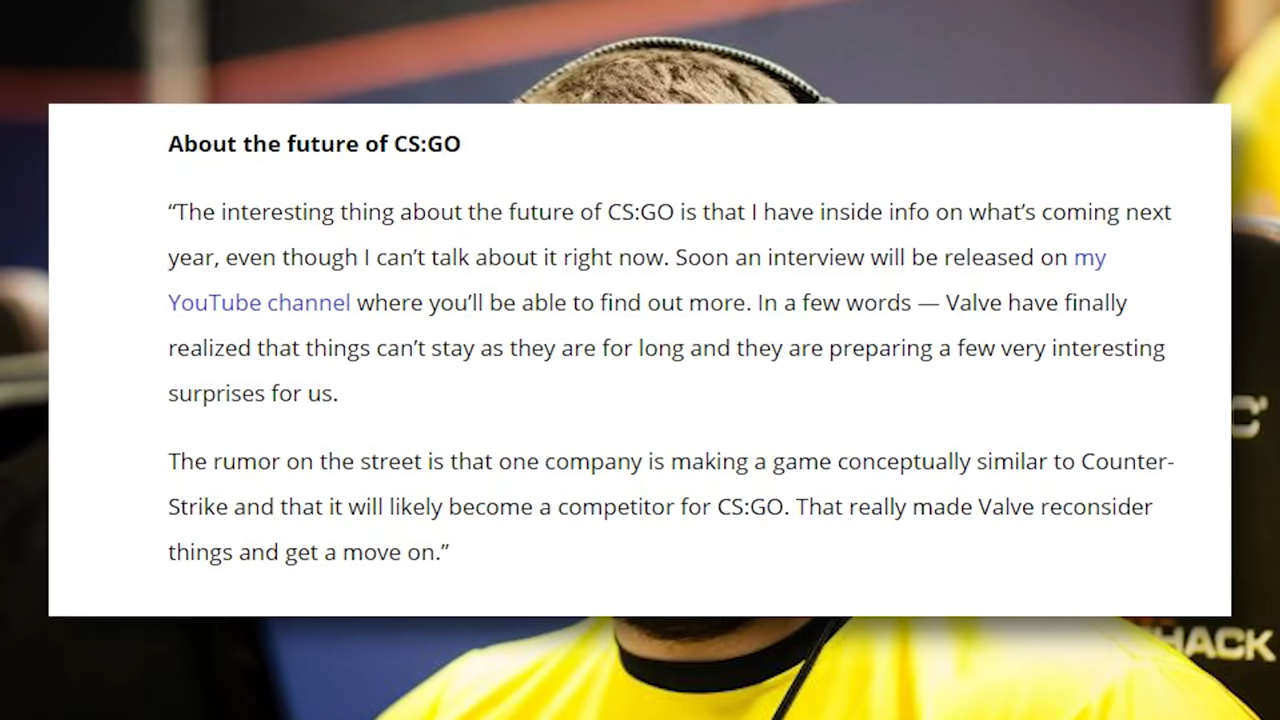 About the future of CS:GO
“The interesting thing about the future of CS:GO is that I have inside info on what’s coming next
year, even though I can’t talk about it right now. Soon an interview will be released on my
YouTube channel where you’ll be able to find out more. In a few words — Valve have finally
realized that things can’t stay as they are for long and they are preparing a few very interesting
surprises for us.
The rumor on the street is that one company is making a game conceptually similar to Counter-
Strike and that it will likely become a competitor for CS:GO. That really made Valve reconsider
things and get a move on.”
HACK